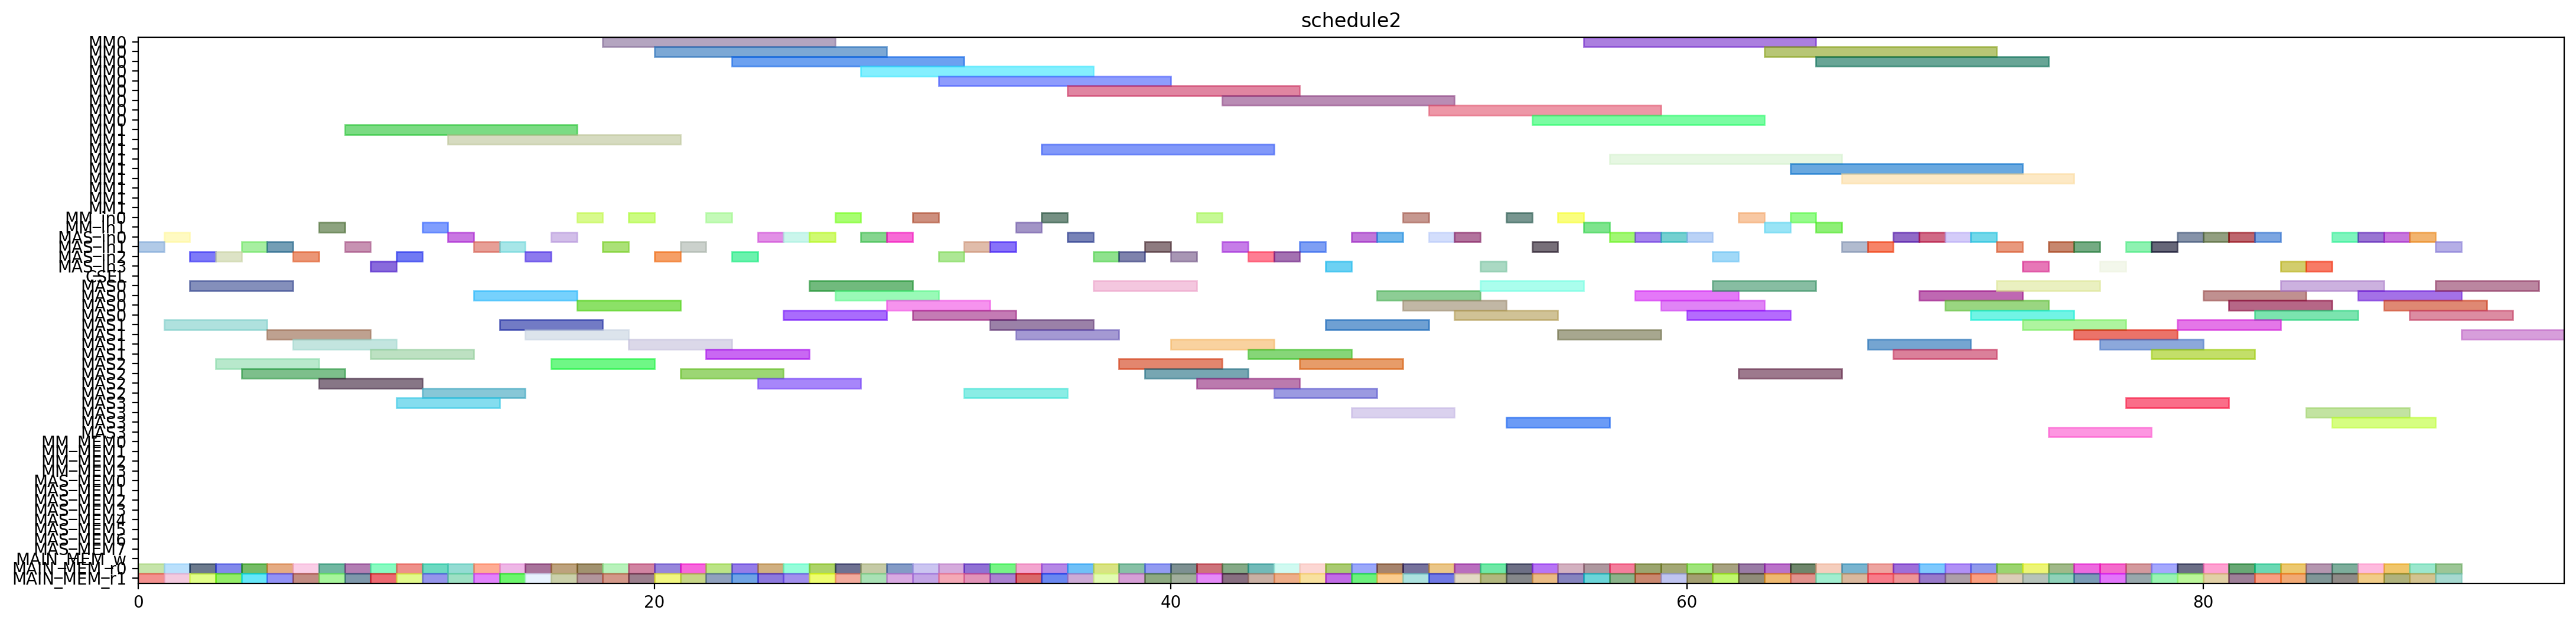 schedule2
MM0
MM0
MM0
MM0
MM0
MM0
MM0
MM0
MM0
MM1
MM1
MM1
MM1
MM1
MM1
MM1
MM1
MM1
MM_in0
MM_in1
MAS_in0
MAS_in1
MAS_in2
MAS_in3
CSEL
MAS0
MAS0
MAS0
MAS0
MAS1
MAS1
MAS1
MAS1
MAS2
MAS2
MAS2
MAS2
MAS3
MAS3
MAS3
MAS3
MM_MEM0
MM_MEM1
MM_MEM2
MM_MEM3
MAS_MEM0
MAS_MEM1
MAS_MEM2
MAS_MEM3
MAS_MEM4
MAS_MEM5
MAS_MEM6
MAS_MEM7
MAIN_MEM_w
MAIN_MEM_r0
MAIN_MEM_r1
0 20 40 60 80